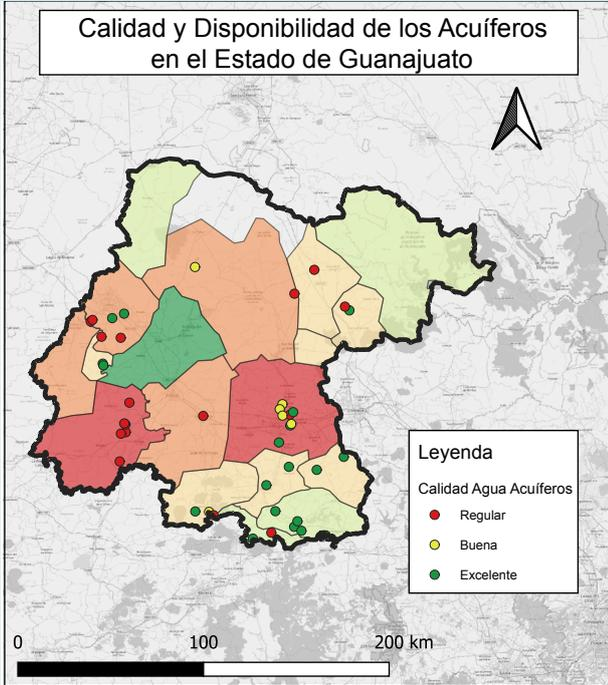 Calidad y Disponibilidad de los Acuíferos
en el Estado de Guanajuato
Leyenda
Calidad Agua Acuíferos
Regular
Buena
Excelente
0 100 200 km